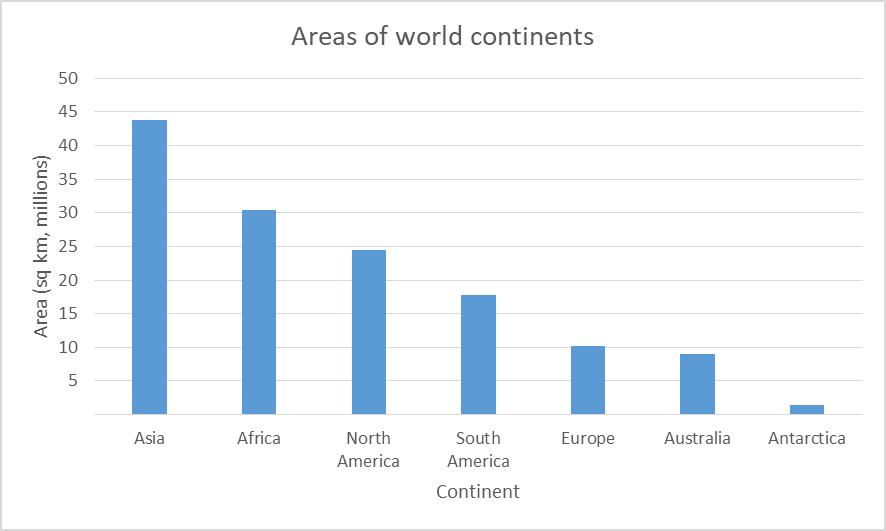 Areas of world continents
Area (sq km, millions)
50
45
40
35
30
25
20
15
10
5
Asia
Africa
North
America
South
America
Europe
Australia
Antarctica
Continent